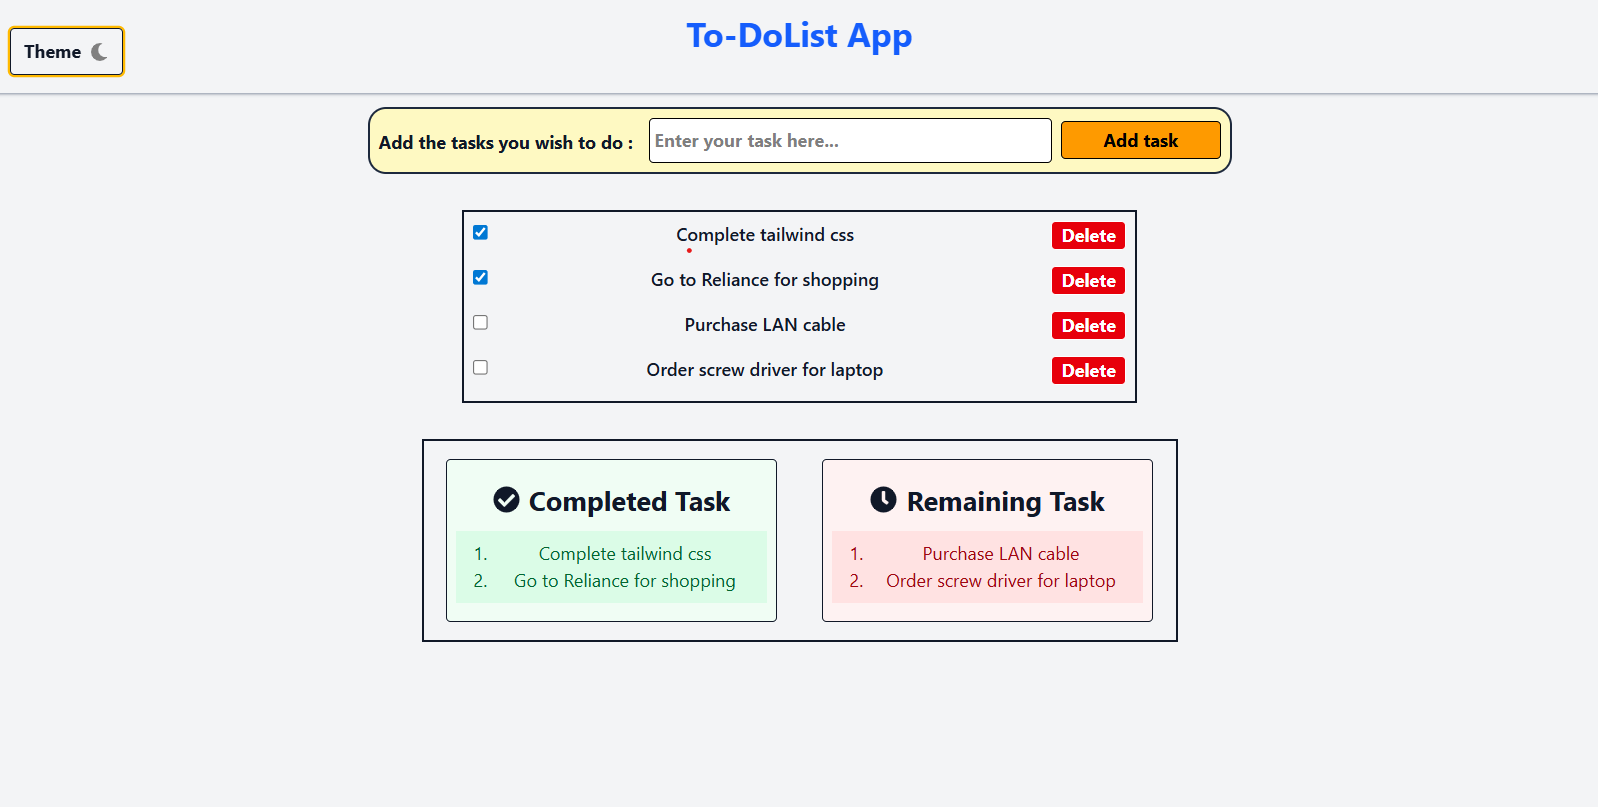 To-DoList App
Theme
Add the tasks you wish to do :
Enter your task here...
Add task
Complete tailwind css
Delete
Go to Reliance for shopping
Delete
Purchase LAN cable
Delete
Order screw driver for laptop
Delete
Completed Task
1. Complete tailwind css
2. Go to Reliance for shopping
Remaining Task
1. Purchase LAN cable
2. Order screw driver for laptop